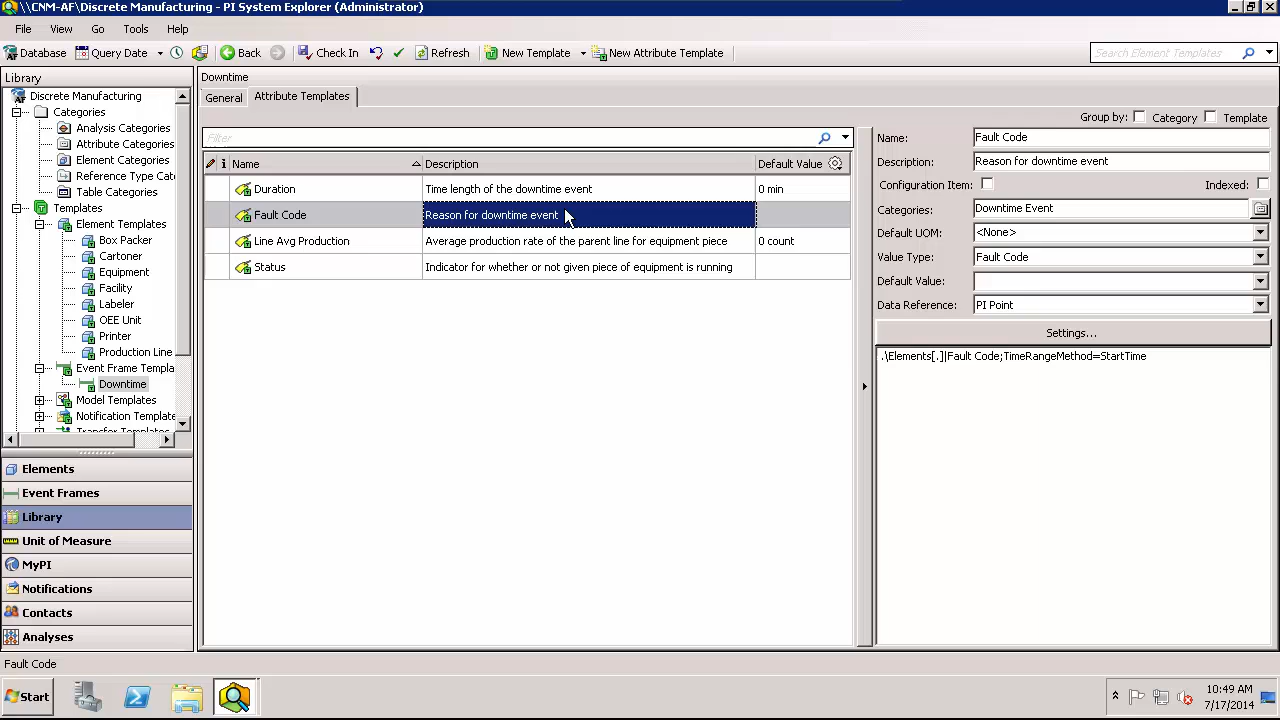 \\CNM-AF\Discrete Manufacturing - PI System Explorer (Administrator)
File View Go Tools Help
Database Query Date Back Check In Refresh New Template New Attribute Template Search Element Templates
Library
Discrete Manufacturing
Categories
Analysis Categories
Attribute Categories
Element Categories
Reference Type Cate
Table Categories
Templates
Element Templates
Box Packer
Cartoner
Equipment
Facility
Labeler
OEE Unit
Printer
Production Line
Event Frame Templa
Downtime
Model Templates
Notification Template
Transfer Templates
Elements
Event Frames
Library
Unit of Measure
MyPI
Notifications
Contacts
Analyses
Downtime
General Attribute Templates
Group by: Category Template
Filter
Name Description Default Value
Duration Time length of the downtime event 0 min
Fault Code Reason for downtime event
Line Avg Production Average production rate of the parent line for equipment piece 0 count
Status Indicator for whether or not given piece of equipment is running
Name: Fault Code
Description: Reason for downtime event
Configuration Item: Indexed:
Categories: Downtime Event
Default UOM: <None>
Value Type: Fault Code
Default Value:
Data Reference: PI Point
Settings...
.\Elements[.]|Fault Code;TimeRangeMethod=StartTime
Fault Code
Start
10:49 AM
7/17/2014